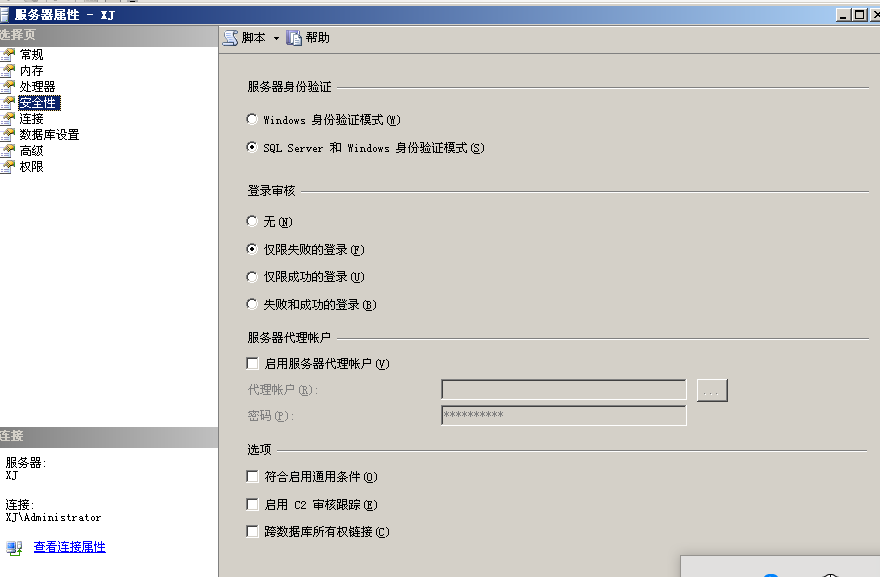 服务器属性 - XJ
选择页
常规
内存
处理器
安全性
连接
数据库设置
高级
权限
脚本 帮助
服务器身份验证
Windows 身份验证模式(W)
SQL Server 和 Windows 身份验证模式(S)
登录审核
无(N)
仅限失败的登录(F)
仅限成功的登录(U)
失败和成功的登录(B)
服务器代理帐户
启用服务器代理帐户(V)
代理帐户(R):
...
密码(P):
**********
选项
符合启用通用条件(O)
启用 C2 审核跟踪(E)
跨数据库所有权链接(C)
连接
服务器:
XJ
连接:
XJ\Administrator
查看连接属性